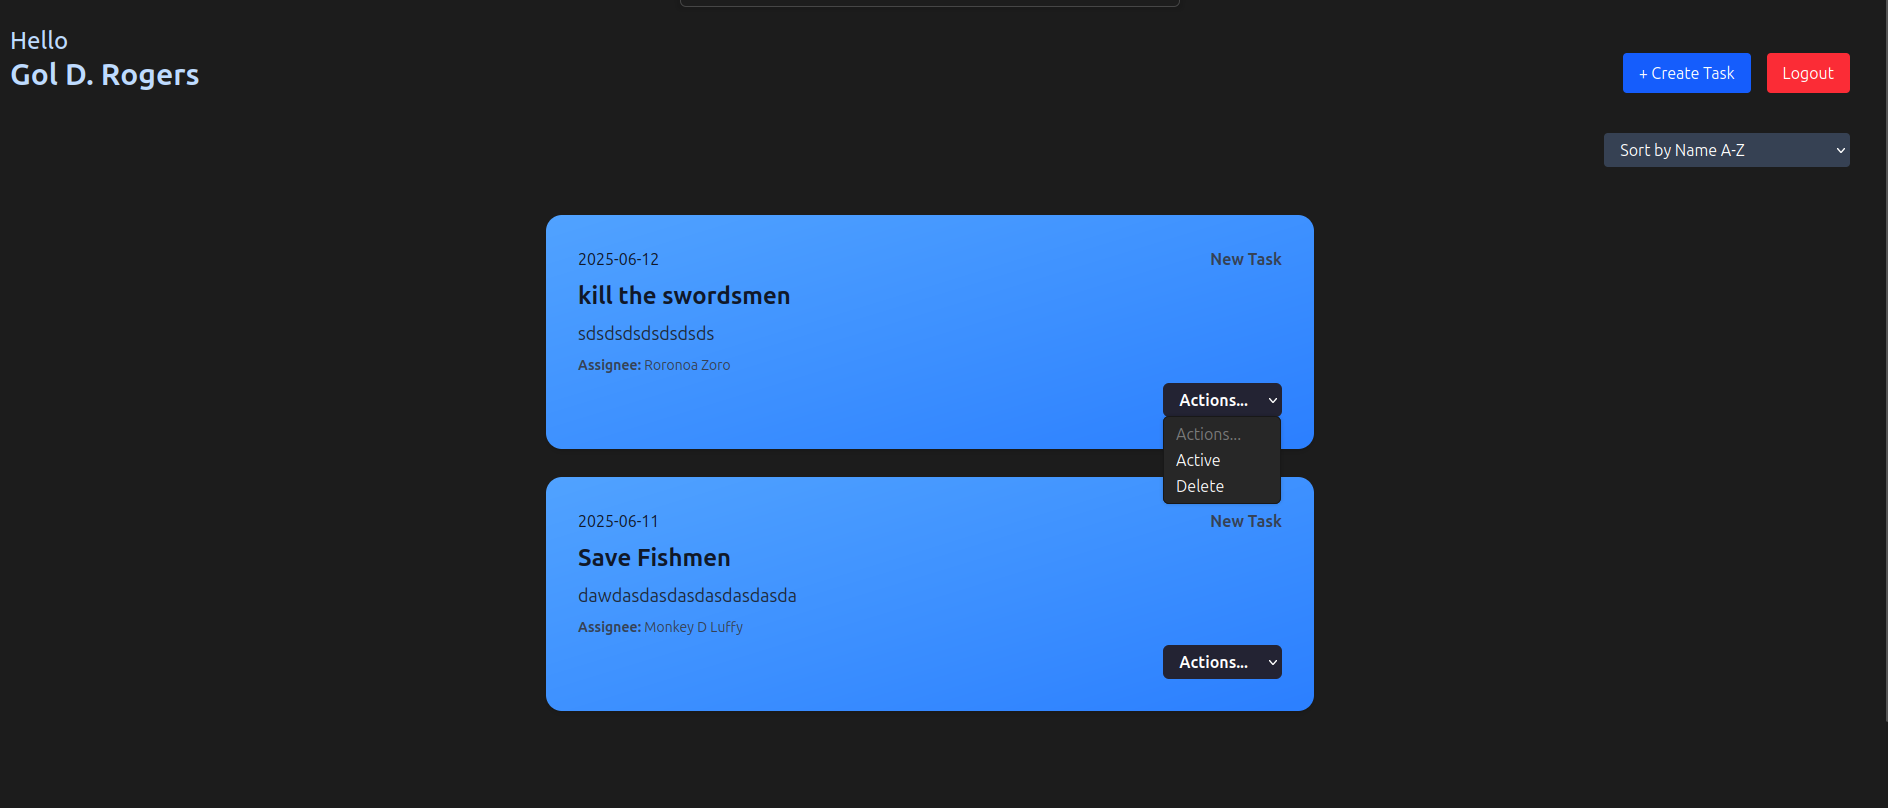 Hello
Gol D. Rogers
+ Create Task
Logout
Sort by Name A-Z
2025-06-12
New Task
kill the swordsmen
sdsdsdsdsdsdsds
Assignee: Roronoa Zoro
Actions...
Actions...
Active
Delete
2025-06-11
New Task
Save Fishmen
dawdasdasdasdasdasdasda
Assignee: Monkey D Luffy
Actions...